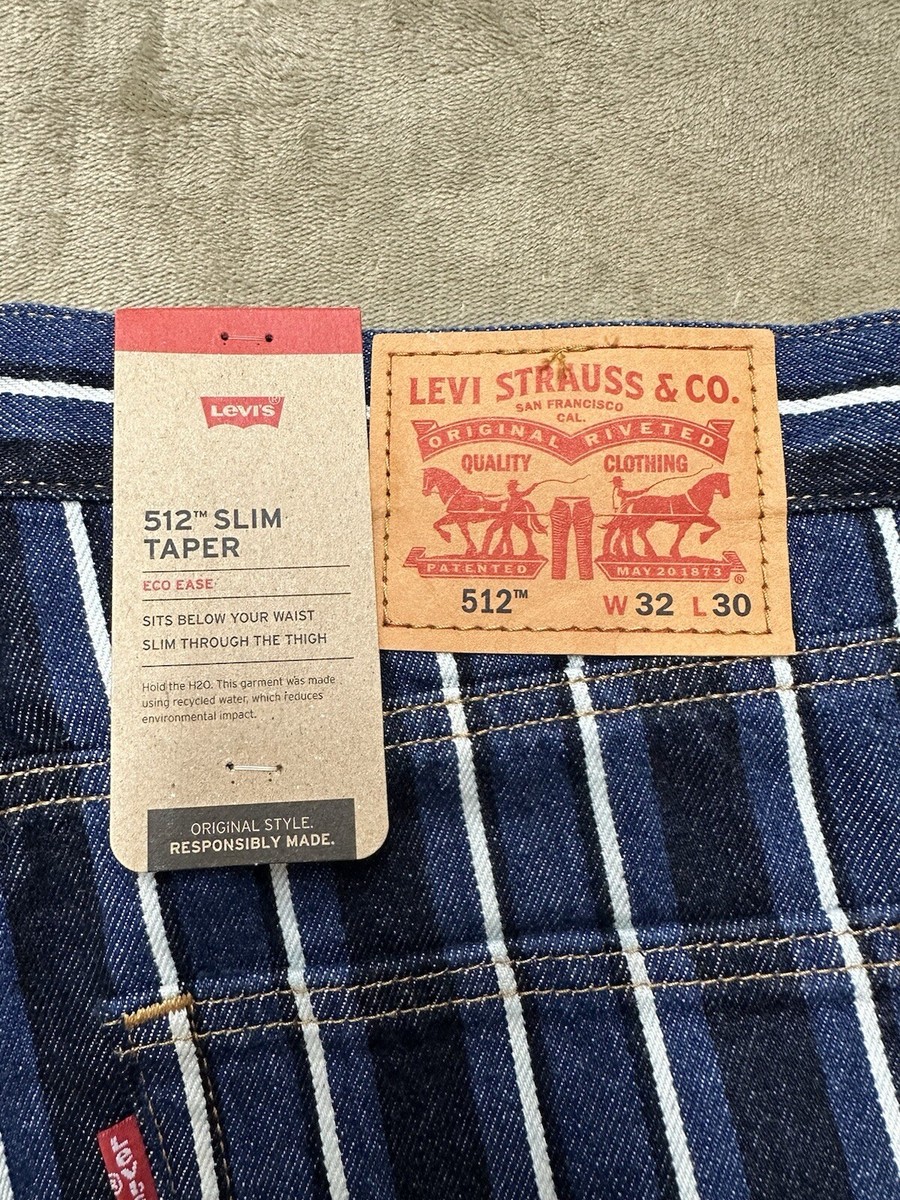 LEVI'S®
512™ SLIM
TAPER
ECO EASE
SITS BELOW YOUR WAIST
SLIM THROUGH THE THIGH
Hold the H2O. This garment was made
using recycled water, which reduces
environmental impact.
ORIGINAL STYLE.
RESPONSIBLY MADE.
LEVI STRAUSS & CO.
SAN FRANCISCO
CAL.
ORIGINAL RIVETED
QUALITY CLOTHING
PATENTED MAY 20 1873 ®
512™ W 32 L 30
Levi's
®